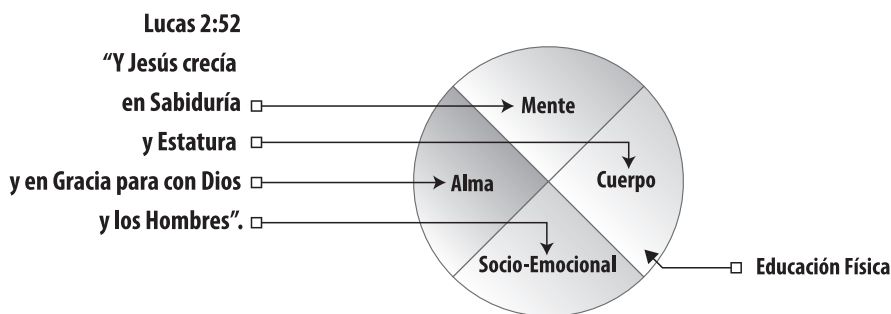 Lucas 2:52
“Y Jesús crecía
en Sabiduría
y Estatura
y en Gracia para con Dios
y los Hombres”.
Mente
Cuerpo
Alma
Socio-Emocional
Educación Física